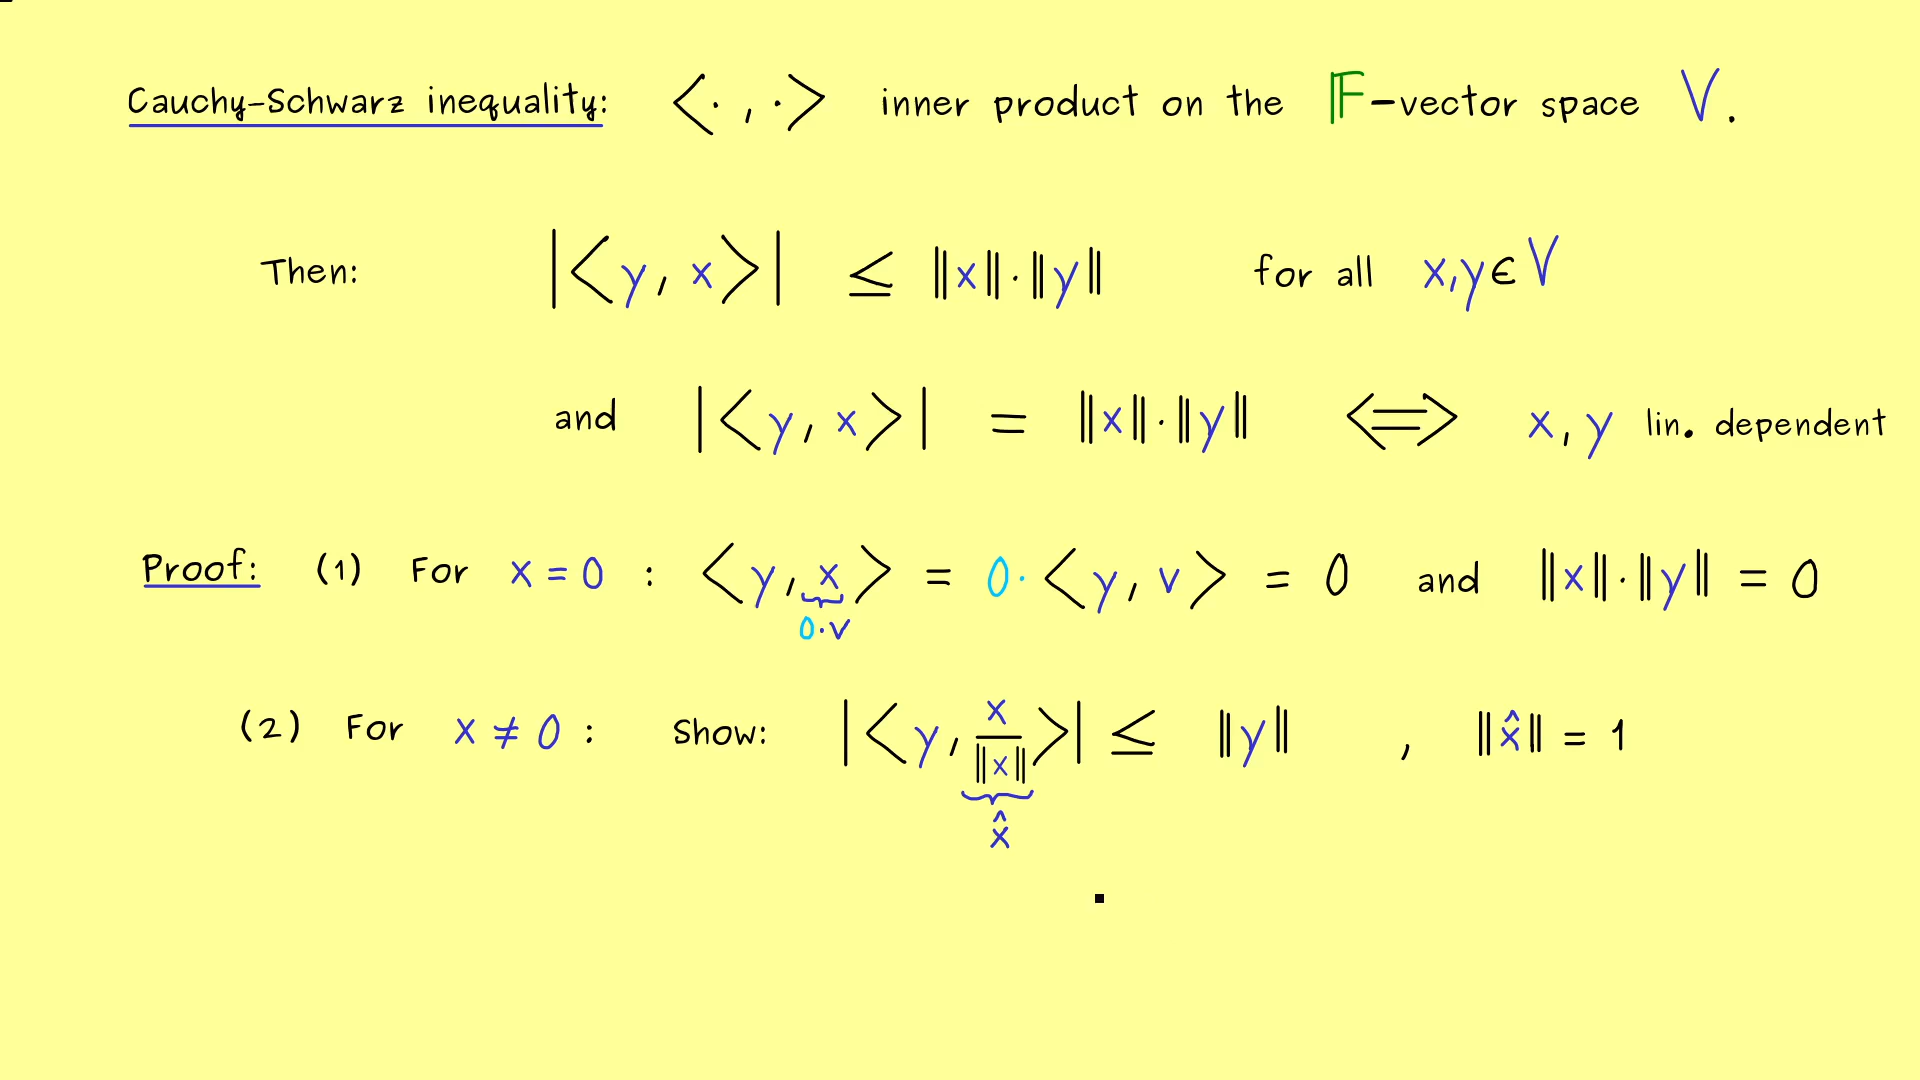 Cauchy-Schwarz inequality: <· , ·> inner product on the 𝔽-vector space V.
Then: |<y, x>| ≤ ‖x‖·‖y‖ for all x,y ∈ V
and |<y, x>| = ‖x‖·‖y‖ ⟺ x, y lin. dependent
Proof: (1) For x = 0 : <y, x> = 0·<y, v> = 0 and ‖x‖·‖y‖ = 0
0·v
(2) For x ≠ 0 : Show: |<y, x/‖x‖>| ≤ ‖y‖ , ‖x̂‖ = 1
x̂